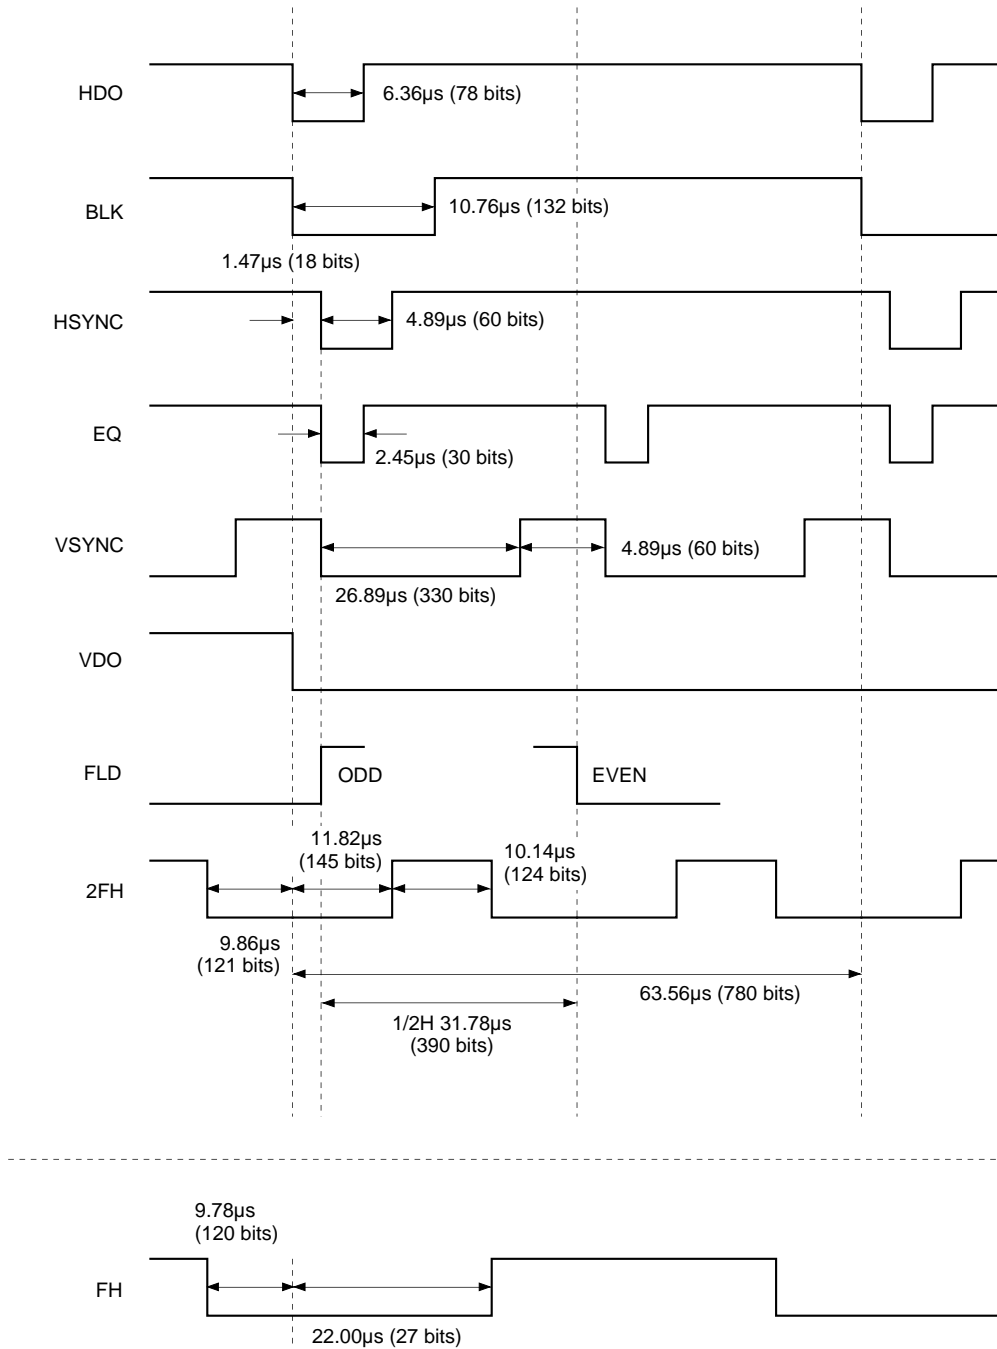 HDO
6.36µs (78 bits)
BLK
10.76µs (132 bits)
1.47µs (18 bits)
HSYNC
4.89µs (60 bits)
EQ
2.45µs (30 bits)
VSYNC
4.89µs (60 bits)
26.89µs (330 bits)
VDO
FLD
ODD
EVEN
11.82µs
(145 bits)
10.14µs
(124 bits)
2FH
9.86µs
(121 bits)
63.56µs (780 bits)
1/2H 31.78µs
(390 bits)
9.78µs
(120 bits)
FH
22.00µs (27 bits)